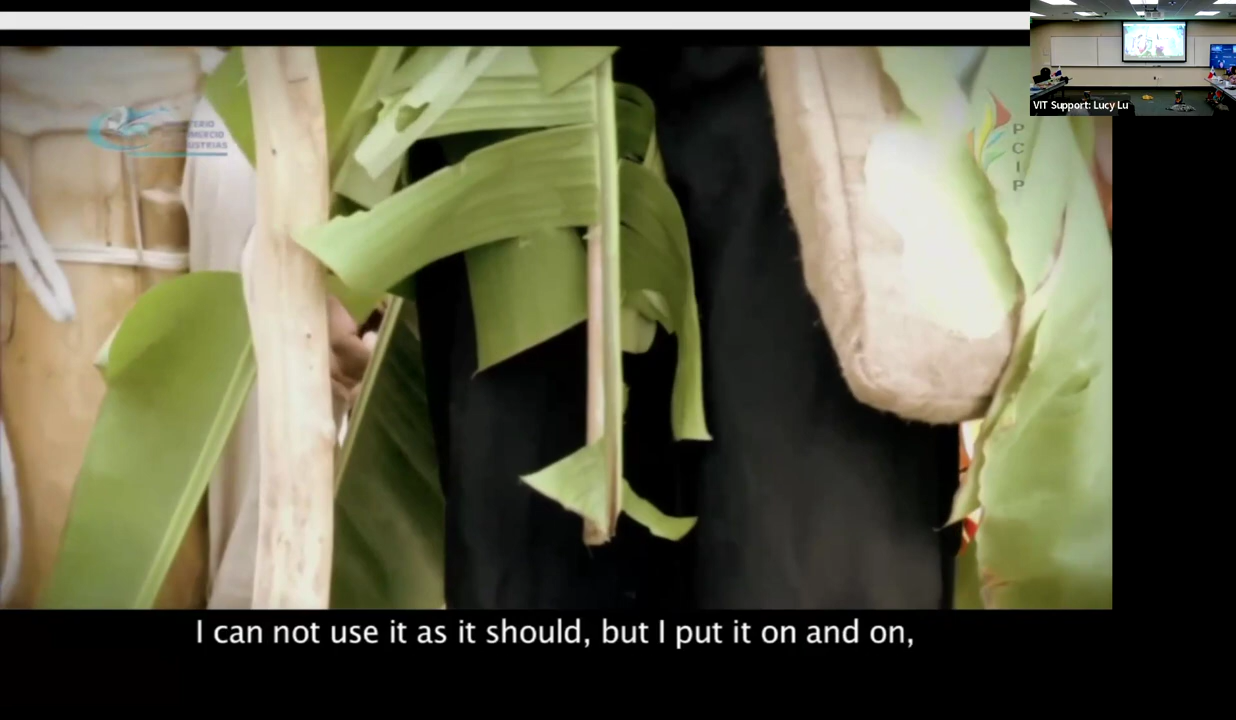 VIT Support: Lucy Lu
P
C
I
P
I can not use it as it should, but I put it on and on,